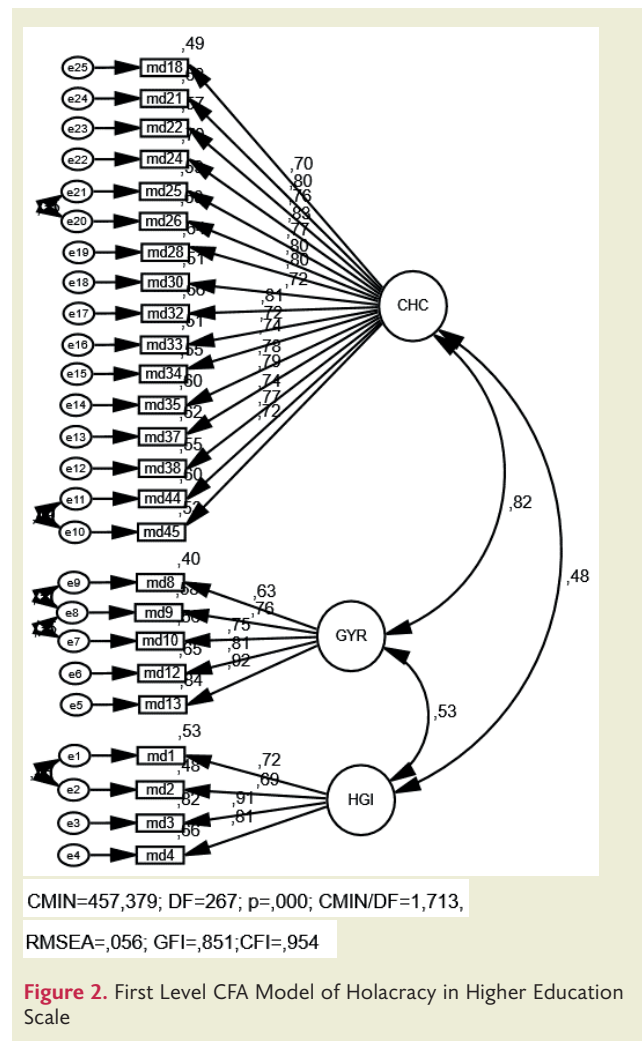 ,49
e25 md18
e24 md21
e23 md22
,57
e22 md24
e21 md25
e20 md26
e19 md28
e18 md30
,51
e17 md32
e16 md33
,51
e15 md34
,55
e14 md35
,60
e13 md37
,62
e12 md38
,55
e11 md44
,60
e10 md45
,70
,80
,76
,83
,77
,80
,80
,72
,81
,72
,74
,78
,79
,74
,77
,72
CHC
,82
,48
,40
e9 md8
e8 md9
e7 md10
e6 md12
,65
e5 md13
,84
,63
,76
,75
,81
,92
GYR
,53
,53
e1 md1
e2 md2
,48
e3 md3
,82
e4 md4
,66
,72
,69
,91
,81
HGI
CMIN=457,379; DF=267; p=,000; CMIN/DF=1,713,
RMSEA=,056; GFI=,851;CFI=,954
Figure 2. First Level CFA Model of Holacracy in Higher Education
Scale